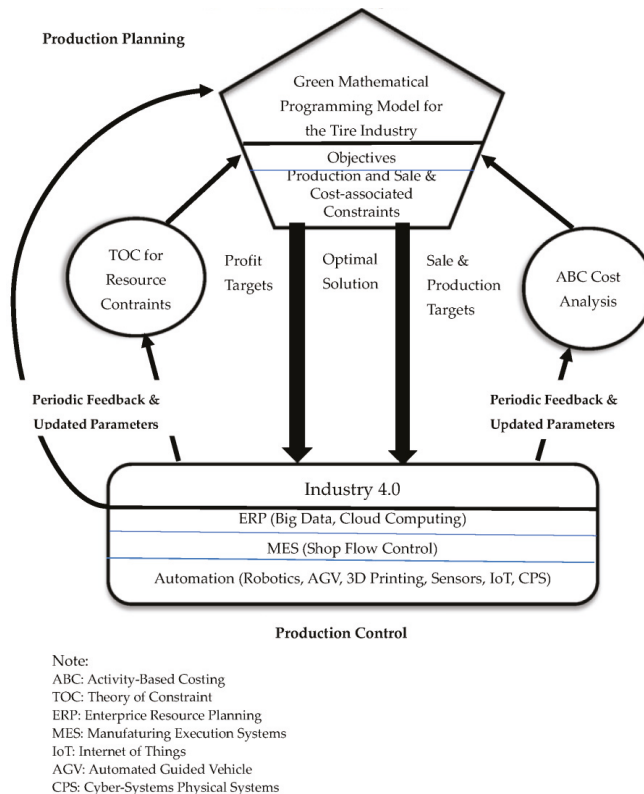 Production Planning
Green Mathematical
Programming Model for
the Tire Industry
Objectives
Production and Sale &
Cost-associated
Constraints
TOC for
Resource
Contraints
Profit
Targets
Optimal
Solution
Sale &
Production
Targets
ABC Cost
Analysis
Periodic Feedback &
Updated Parameters
Periodic Feedback &
Updated Parameters
Industry 4.0
ERP (Big Data, Cloud Computing)
MES (Shop Flow Control)
Automation (Robotics, AGV, 3D Printing, Sensors, IoT, CPS)
Production Control
Note:
ABC: Activity-Based Costing
TOC: Theory of Constraint
ERP: Enterprice Resource Planning
MES: Manufaturing Execution Systems
IoT: Internet of Things
AGV: Automated Guided Vehicle
CPS: Cyber-Systems Physical Systems